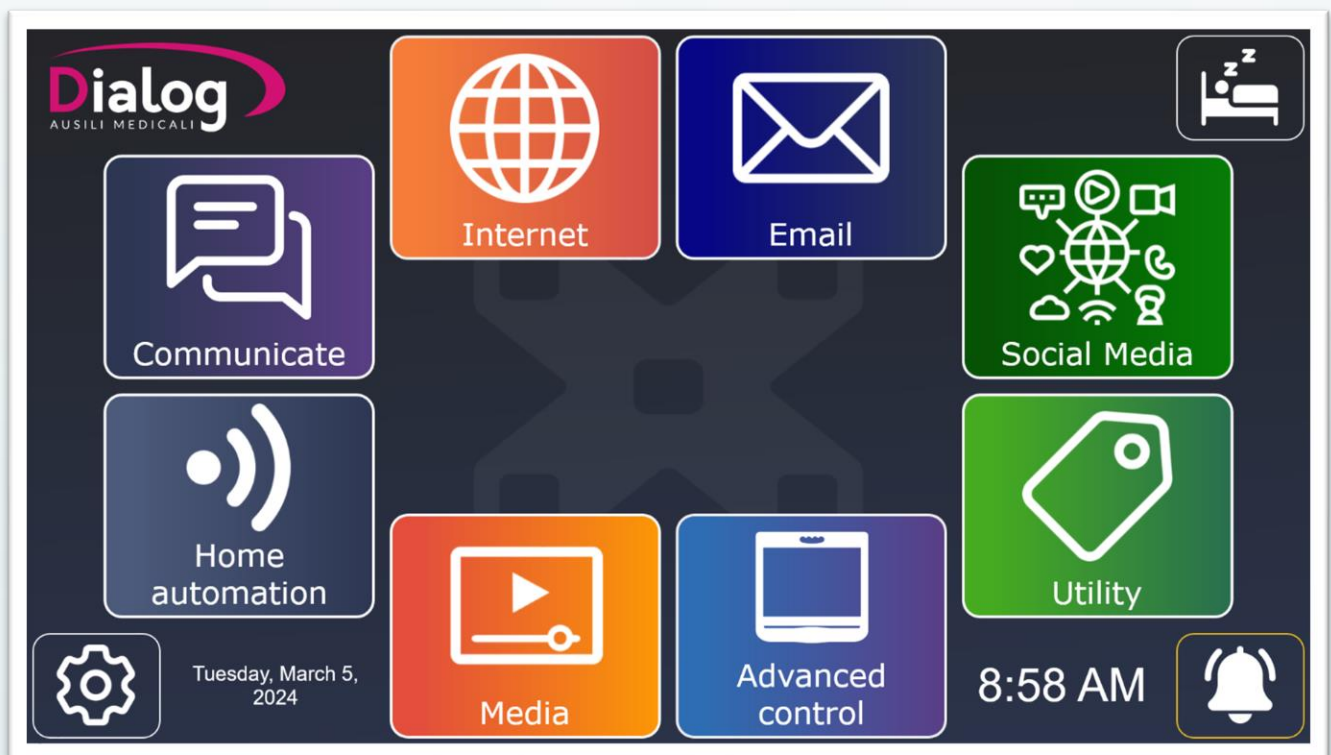 Dialog
AUSILI MEDICALI
Internet
Email
Communicate
Social Media
Home
automation
Utility
Media
Advanced
control
Tuesday, March 5,
2024
8:58 AM